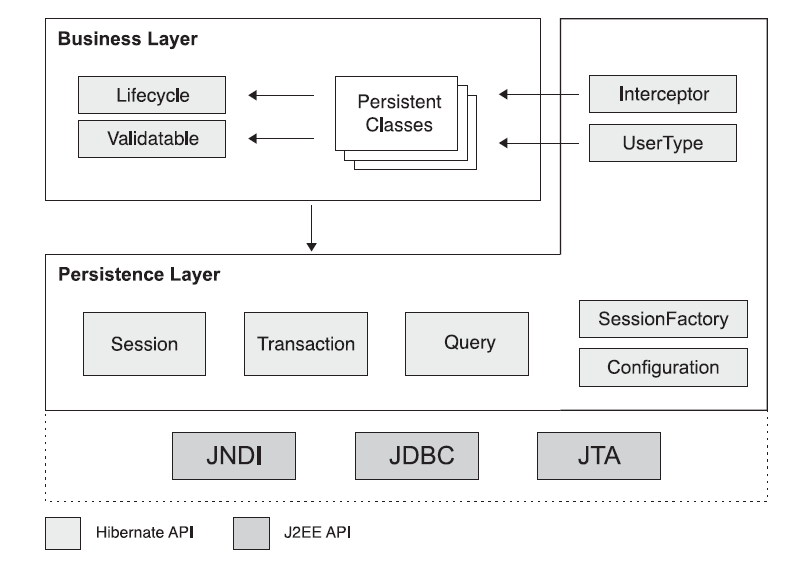 Business Layer
Lifecycle
Validatable
Persistent
Classes
Interceptor
UserType
Persistence Layer
Session
Transaction
Query
SessionFactory
Configuration
JNDI
JDBC
JTA
Hibernate API
J2EE API